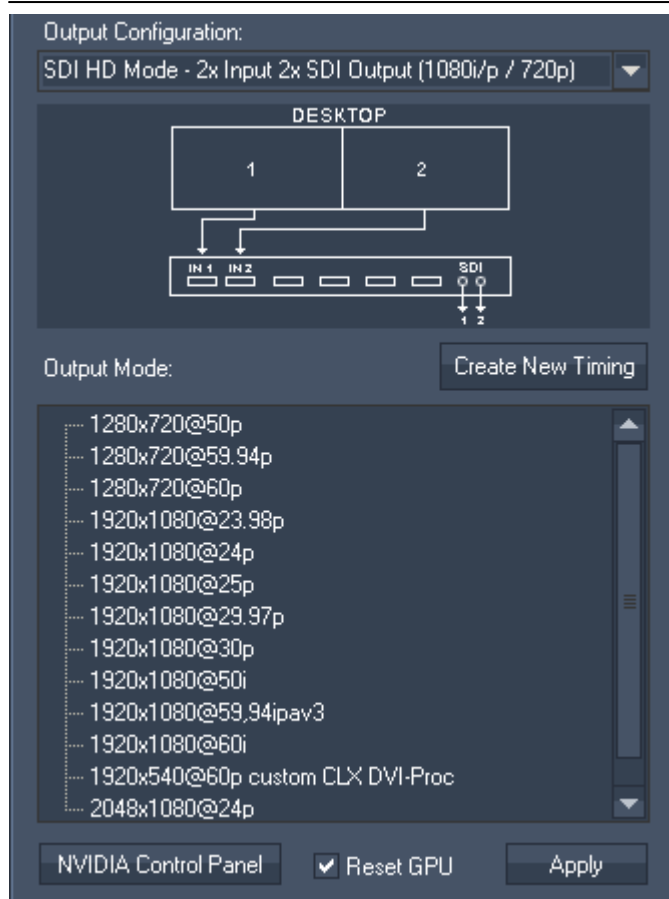 Output Configuration:
SDI HD Mode - 2x Input 2x SDI Output (1080i/p / 720p)
DESKTOP
1 2
IN 1 IN 2 SDI
1 2
Output Mode: Create New Timing
1280x720@50p
1280x720@59.94p
1280x720@60p
1920x1080@23.98p
1920x1080@24p
1920x1080@25p
1920x1080@29.97p
1920x1080@30p
1920x1080@50i
1920x1080@59,94ipav3
1920x1080@60i
1920x540@60p custom CLX DVI-Proc
2048x1080@24p
NVIDIA Control Panel Reset GPU Apply